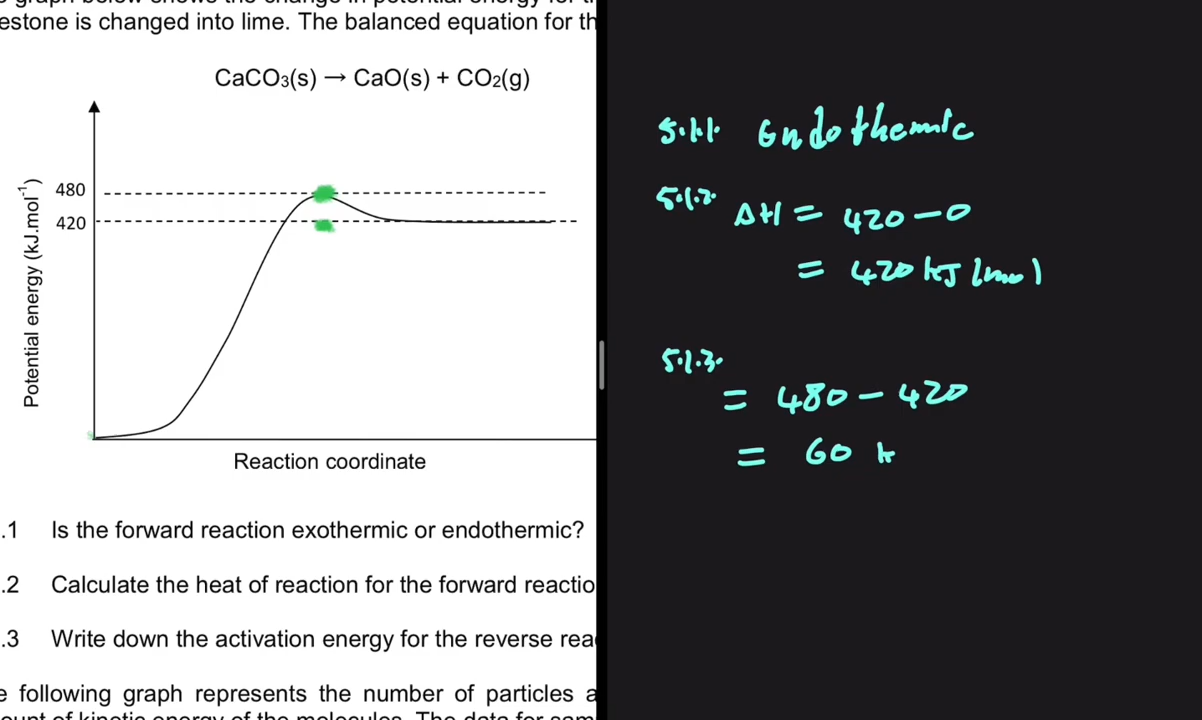 estone is changed into lime. The balanced equation for th
CaCO₃(s) → CaO(s) + CO₂(g)
480
420
Potential energy (kJ.mol⁻¹)
Reaction coordinate
.1 Is the forward reaction exothermic or endothermic?
.2 Calculate the heat of reaction for the forward reactio
.3 Write down the activation energy for the reverse rea
e following graph represents the number of particles a
5.1.1. Endothemic
5.1.2. ΔH = 420 - 0
= 420 kJ/mol
5.1.3.
= 480 - 420
= 60 k